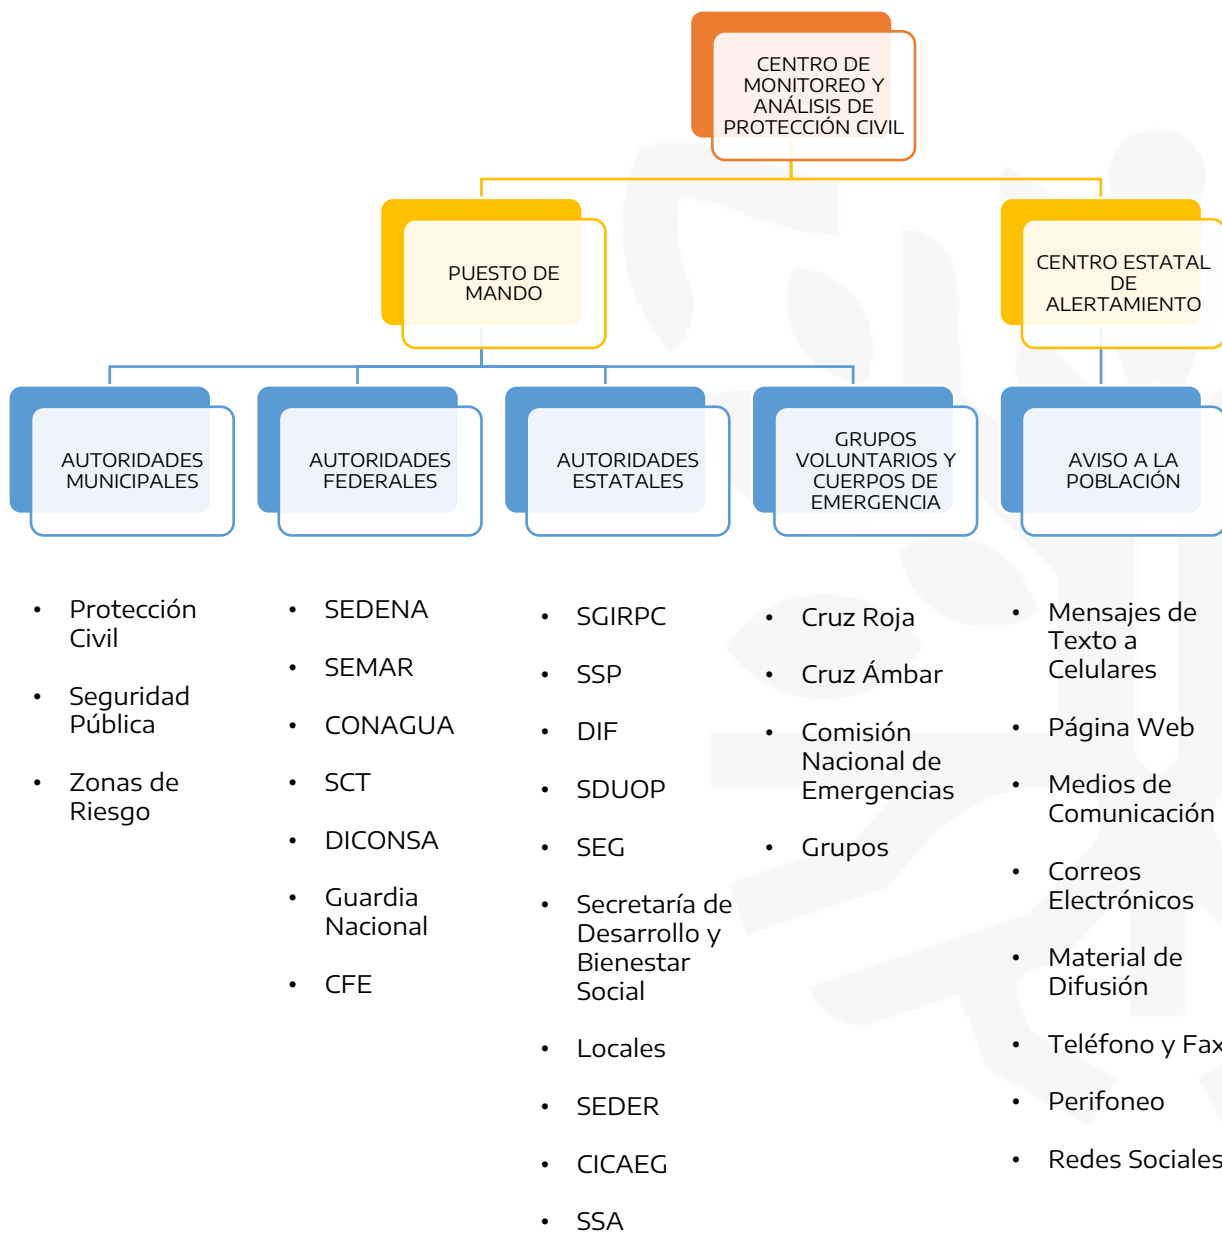 CENTRO DE
MONITOREO Y
ANÁLISIS DE
PROTECCIÓN CIVIL
PUESTO DE
MANDO
CENTRO ESTATAL
DE
ALERTAMIENTO
AUTORIDADES
MUNICIPALES
AUTORIDADES
FEDERALES
AUTORIDADES
ESTATALES
GRUPOS
VOLUNTARIOS Y
CUERPOS DE
EMERGENCIA
AVISO A LA
POBLACIÓN
• Protección
Civil
• Seguridad
Pública
• Zonas de
Riesgo
• SEDENA
• SEMAR
• CONAGUA
• SCT
• DICONSA
• Guardia
Nacional
• CFE
• SGIRPC
• SSP
• DIF
• SDUOP
• SEG
• Secretaría de
Desarrollo y
Bienestar
Social
• Locales
• SEDER
• CICAEG
• SSA
• Cruz Roja
• Cruz Ámbar
• Comisión
Nacional de
Emergencias
• Grupos
• Mensajes de
Texto a
Celulares
• Página Web
• Medios de
Comunicación
• Correos
Electrónicos
• Material de
Difusión
• Teléfono y Fax
• Perifoneo
• Redes Sociales